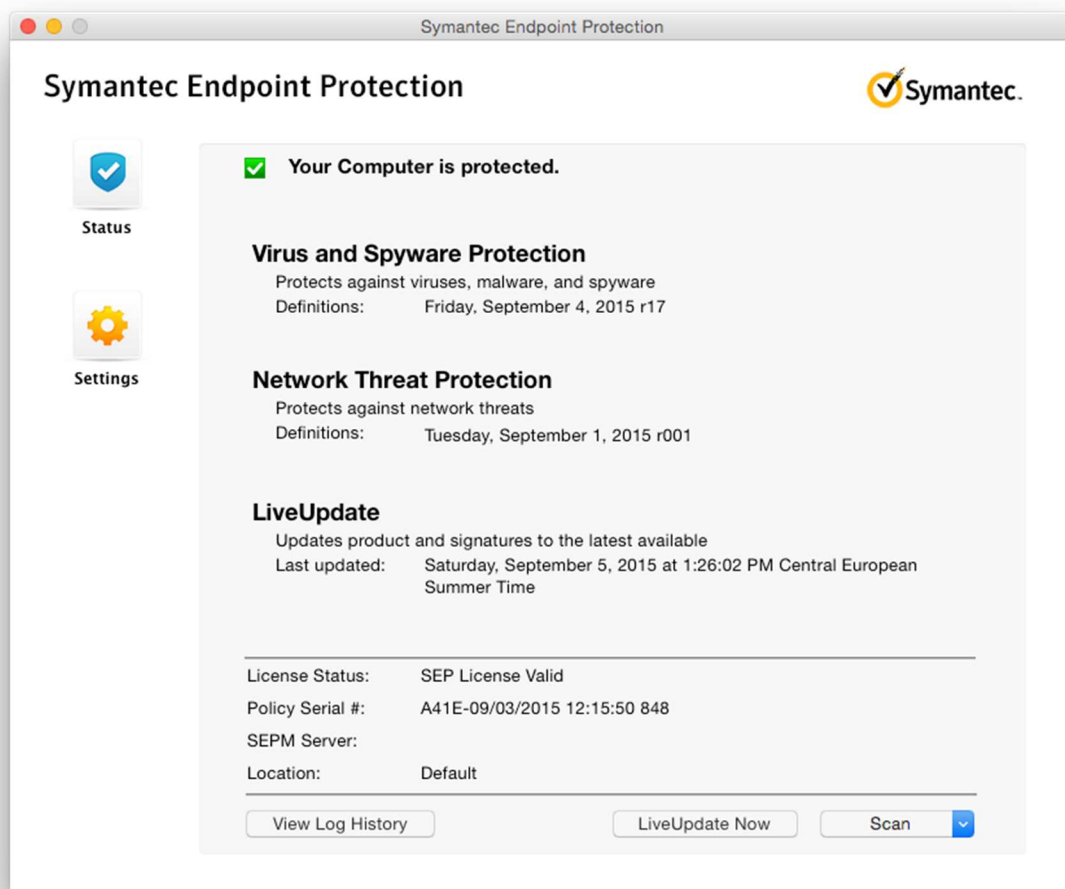 Symantec Endpoint Protection
Symantec Endpoint Protection
Symantec.
Status
Settings
Your Computer is protected.
Virus and Spyware Protection
Protects against viruses, malware, and spyware
Definitions: Friday, September 4, 2015 r17
Network Threat Protection
Protects against network threats
Definitions: Tuesday, September 1, 2015 r001
LiveUpdate
Updates product and signatures to the latest available
Last updated: Saturday, September 5, 2015 at 1:26:02 PM Central European
Summer Time
License Status: SEP License Valid
Policy Serial #: A41E-09/03/2015 12:15:50 848
SEPM Server:
Location: Default
View Log History LiveUpdate Now Scan